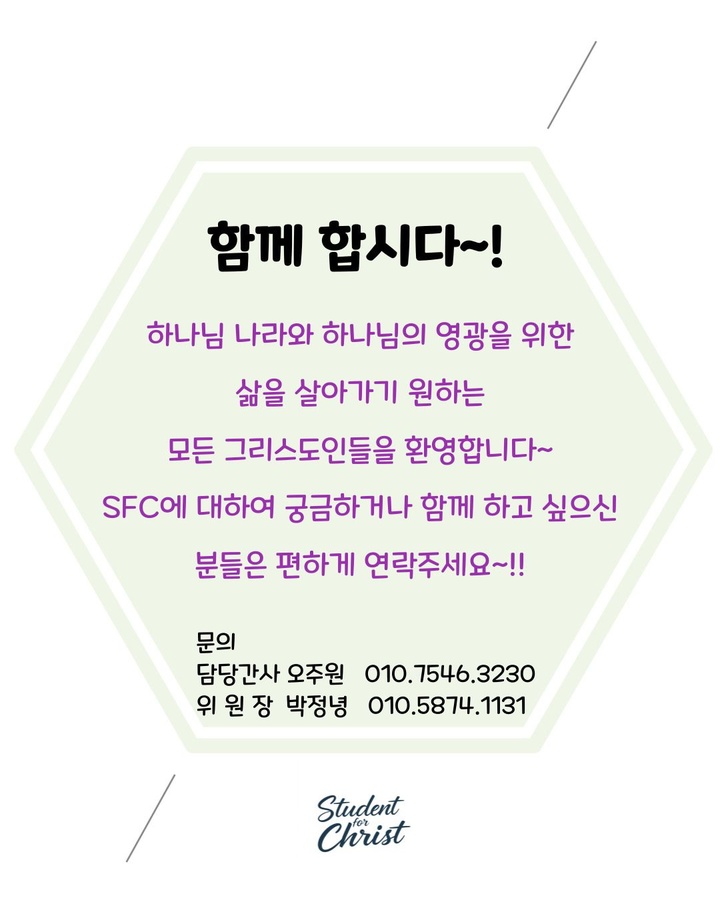 함께 합시다~!
하나님 나라와 하나님의 영광을 위한
삶을 살아가기 원하는
모든 그리스도인들을 환영합니다~
SFC에 대하여 궁금하거나 함께 하고 싶으신
분들은 편하게 연락주세요~!!
문의
담당간사 오주원 010.7546.3230
위 원 장 박정녕 010.5874.1131
Student
for
Christ